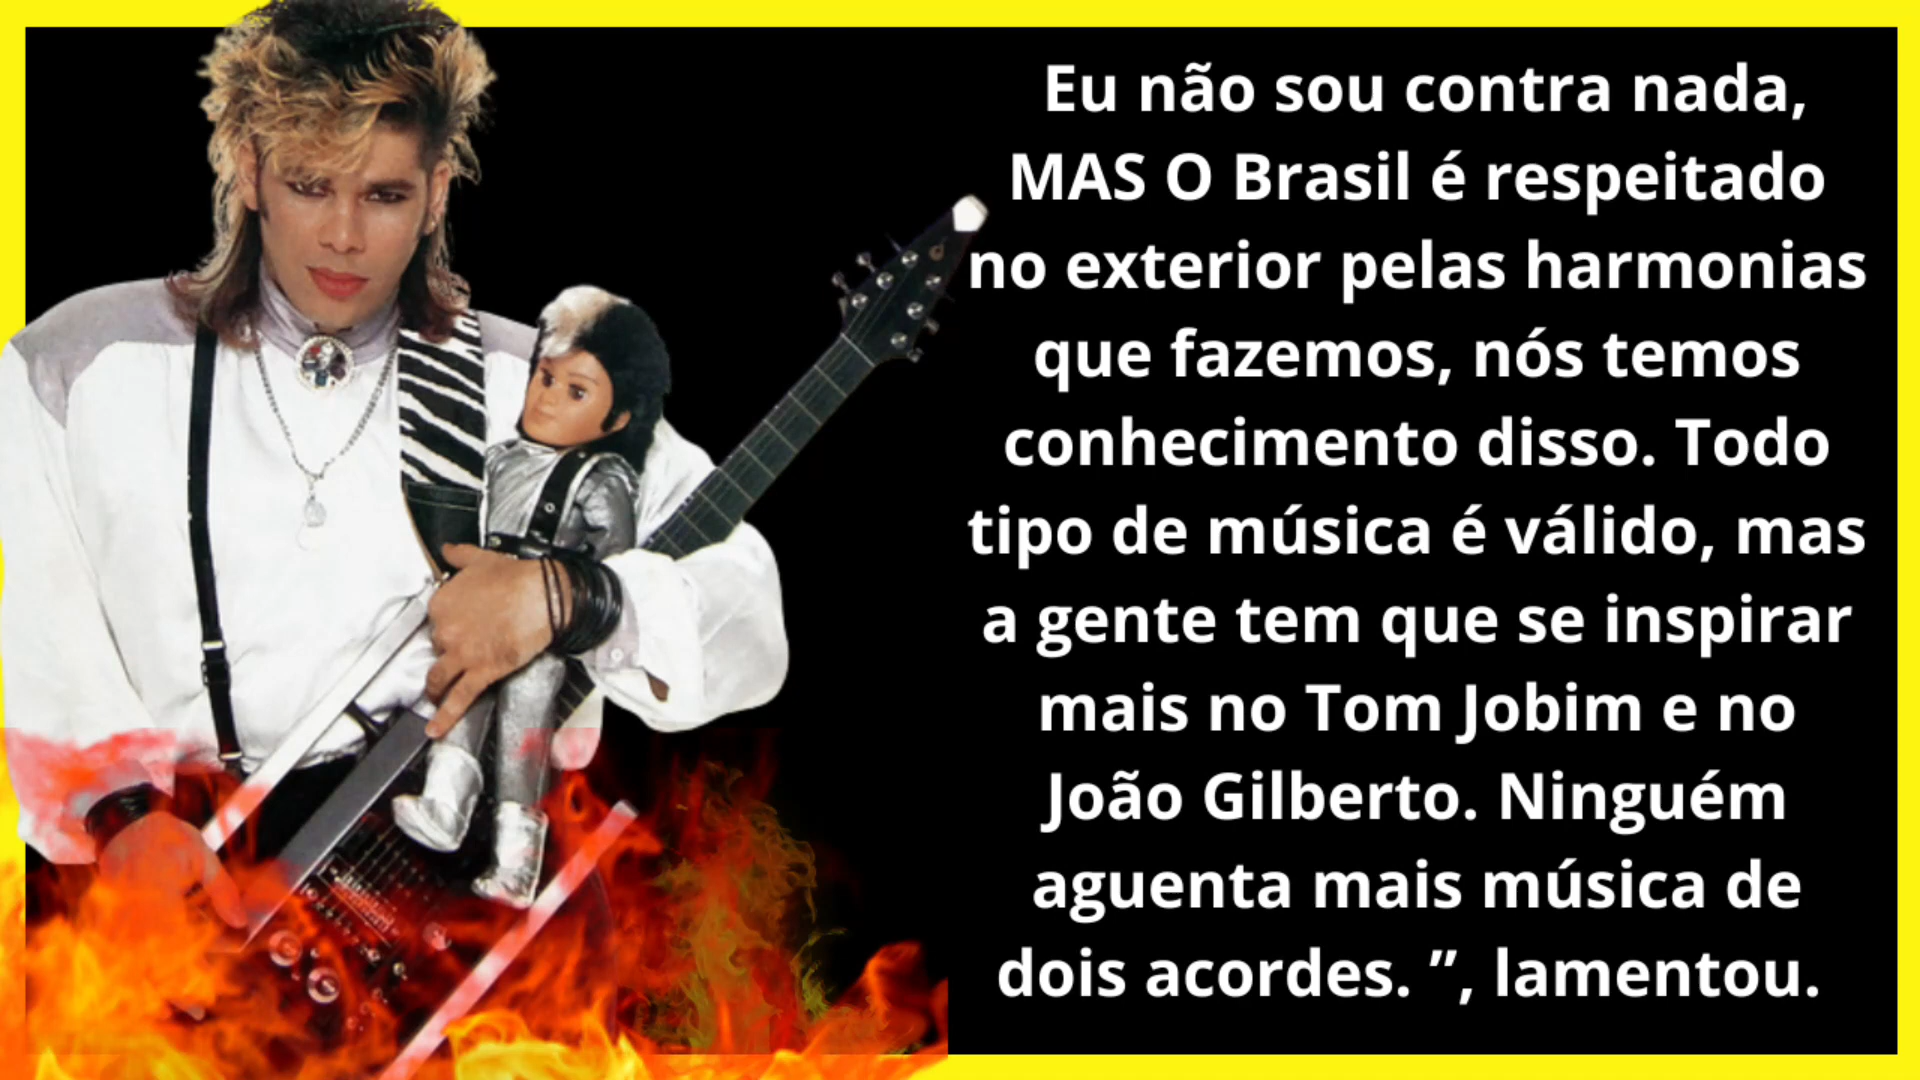 Eu não sou contra nada,
MAS O Brasil é respeitado
no exterior pelas harmonias
que fazemos, nós temos
conhecimento disso. Todo
tipo de música é válido, mas
a gente tem que se inspirar
mais no Tom Jobim e no
João Gilberto. Ninguém
aguenta mais música de
dois acordes. ”, lamentou.